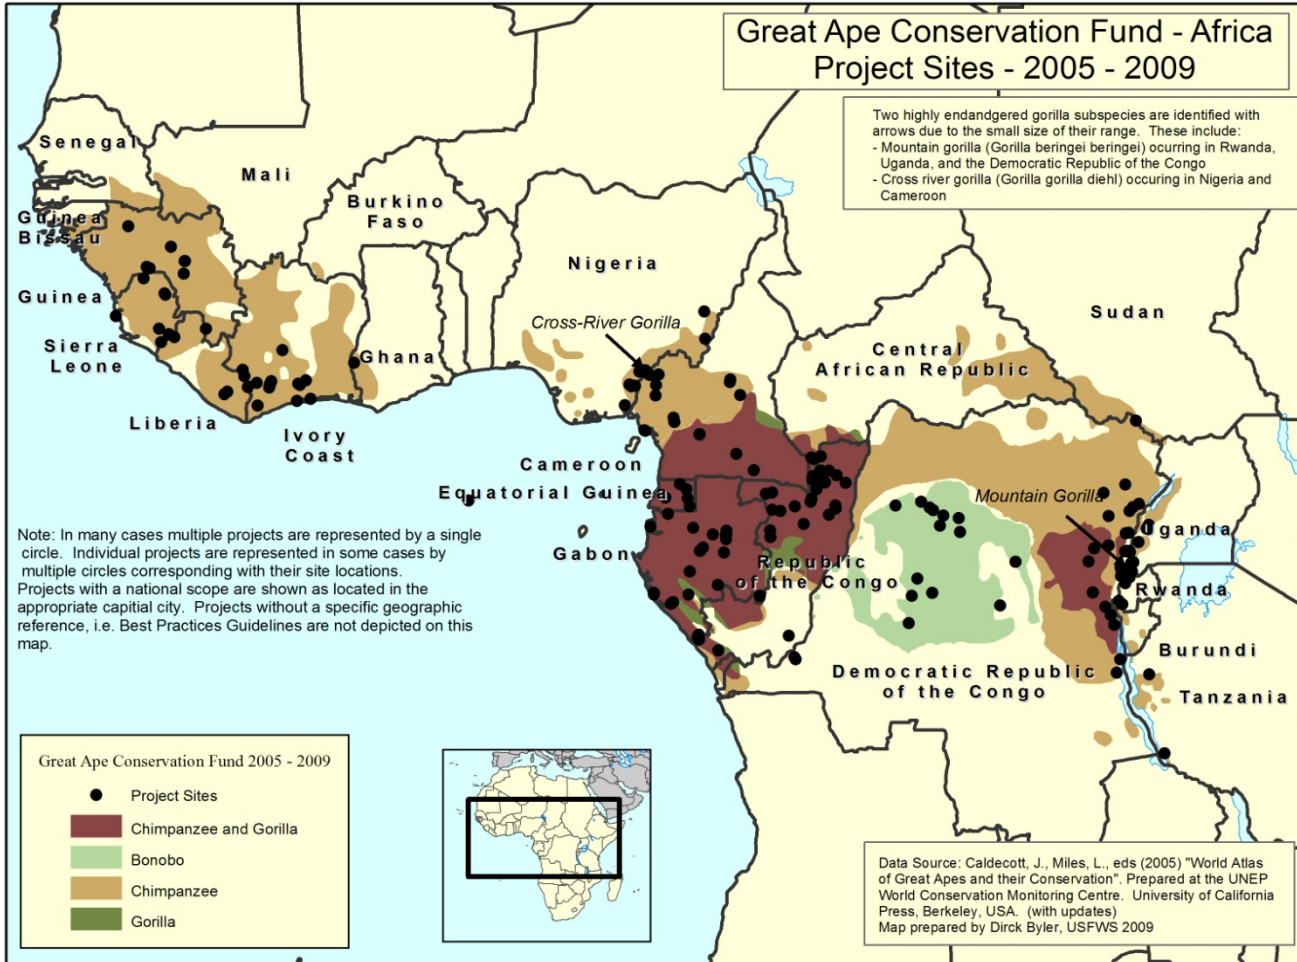 Great Ape Conservation Fund - Africa
Project Sites - 2005 - 2009
Two highly endandgered gorilla subspecies are identified with
arrows due to the small size of their range.  These include:
- Mountain gorilla (Gorilla beringei beringei) ocurring in Rwanda,
Uganda, and the Democratic Republic of the Congo
- Cross river gorilla (Gorilla gorilla diehl) occuring in Nigeria and
Cameroon
Senegal
Mali
Burkino
Faso
Guinea
Bissau
Nigeria
Guinea
Sudan
Cross-River Gorilla
Sierra
Leone
Ghana
Central
African Republic
Liberia
Ivory
Coast
Cameroon
Equatorial Guinea
Mountain Gorilla
Uganda
Gabon
Republic
of the Congo
Rwanda
Burundi
Democratic Republic
of the Congo
Tanzania
Note: In many cases multiple projects are represented by a single
circle.  Individual projects are represented in some cases by
multiple circles corresponding with their site locations.
Projects with a national scope are shown as located in the
appropriate capitial city.  Projects without a specific geographic
reference, i.e. Best Practices Guidelines are not depicted on this
map.
Great Ape Conservation Fund 2005 - 2009
Project Sites
Chimpanzee and Gorilla
Bonobo
Chimpanzee
Gorilla
Data Source: Caldecott, J., Miles, L., eds (2005) "World Atlas
of Great Apes and their Conservation". Prepared at the UNEP
World Conservation Monitoring Centre.  University of California
Press, Berkeley, USA.  (with updates)
Map prepared by Dirck Byler, USFWS 2009